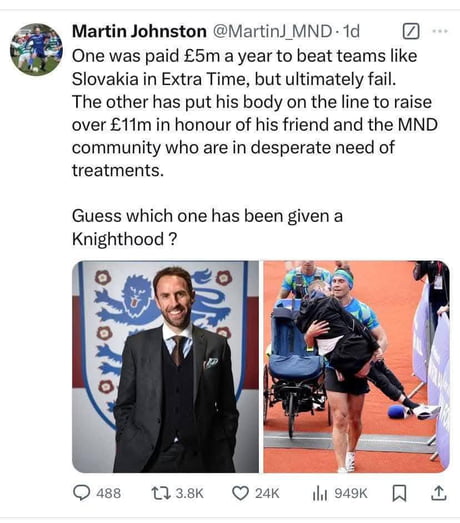 Martin Johnston @MartinJ_MND · 1d
One was paid £5m a year to beat teams like
Slovakia in Extra Time, but ultimately fail.
The other has put his body on the line to raise
over £11m in honour of his friend and the MND
community who are in desperate need of
treatments.
Guess which one has been given a
Knighthood ?
488 3.8K 24K 949K